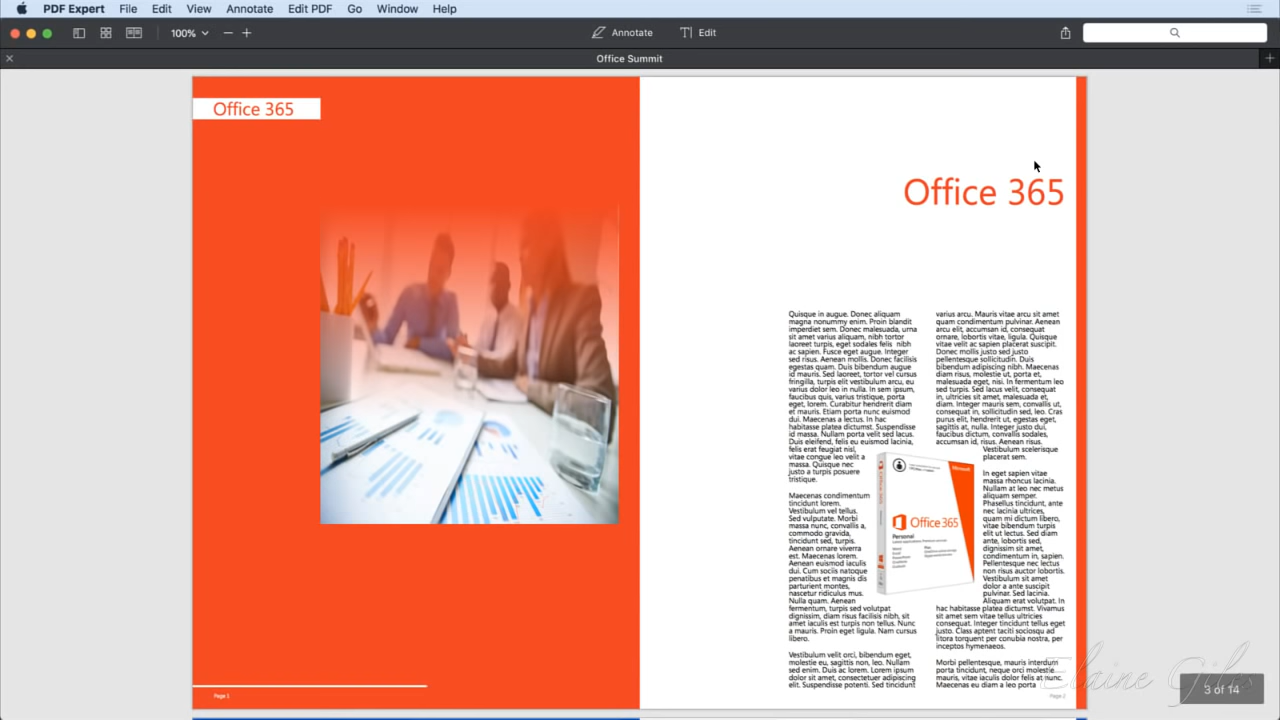 PDF Expert File Edit View Annotate Edit PDF Go Window Help
100% Annotate Edit
Office Summit
Office 365
Office 365
Quisque in augue. Donec aliquam
magna nonummy enim. Proin blandit
imperdiet sem. Donec malesuada, urna
sit amet varius aliquam, nibh tortor
laoreet turpis, eget sodales felis nibh
ac sapien. Fusce eget augue. Integer
sed risus. Aenean mollis. Donec facilisis
egestas quam. Duis bibendum augue
id mauris. Sed laoreet, tortor vel cursus
fringilla, turpis elit vestibulum arcu, eu
varius dolor leo in nulla. In sem ipsum,
faucibus quis, varius tristique, porta
eget, lorem. Curabitur hendrerit diam
et mauris. Etiam porta nunc euismod
dui. Maecenas a lectus. In hac
habitasse platea dictumst. Suspendisse
id massa. Nullam porta velit sed lacus.
Duis eleifend, felis eu euismod lacinia,
felis erat feugiat nisl,
vitae congue leo velit a
massa. Quisque nec
justo a turpis posuere
tristique.
Maecenas condimentum
tincidunt lorem.
Vestibulum vel tellus.
Sed vulputate. Morbi
massa nunc, convallis a,
commodo gravida,
tincidunt sed, turpis.
Aenean ornare viverra
est. Maecenas lorem.
Aenean euismod iaculis
dui. Cum sociis natoque
penatibus et magnis dis
parturient montes,
nascetur ridiculus mus.
Nulla quam. Aenean
fermentum, turpis sed volutpat
dignissim, diam risus facilisis nibh, sit
amet iaculis est turpis non tellus. Nunc
a mauris. Proin eget ligula. Nam cursus
libero.
Vestibulum velit orci, bibendum eget,
molestie eu, sagittis non, leo. Nullam
sed enim. Duis ac lorem. Lorem ipsum
dolor sit amet, consectetuer adipiscing
elit. Suspendisse potenti. Sed tincidunt
varius arcu. Mauris vitae arcu sit amet
quam condimentum pulvinar. Aenean
arcu elit, accumsan id, consequat
ornare, lobortis vitae, ligula. Quisque
vitae velit ac sapien placerat suscipit.
Donec mollis justo sed justo
pellentesque sollicitudin. Duis
bibendum adipiscing nibh. Maecenas
diam risus, molestie ut, porta et,
malesuada eget, nisi. In fermentum leo
sed turpis. Sed lacus velit, consequat
in, ultricies sit amet, malesuada et,
diam. Integer mauris sem, convallis ut,
consequat in, sollicitudin sed, leo. Cras
purus elit, hendrerit ut, egestas eget,
sagittis at, nulla. Integer justo dui,
faucibus dictum, convallis sodales,
accumsan id, risus. Aenean risus.
Vestibulum scelerisque
placerat sem.
In eget sapien vitae
massa rhoncus lacinia.
Nullam at leo nec metus
aliquam semper.
Phasellus tincidunt, ante
nec lacinia ultrices,
quam mi dictum libero,
vitae bibendum turpis
elit ut lectus. Sed diam
ante, lobortis sed,
dignissim sit amet,
condimentum in, sapien.
Pellentesque nec lectus
non risus auctor lobortis.
Vestibulum sit amet
dolor a ante suscipit
pulvinar. Sed lacinia.
Aliquam erat volutpat. In
hac habitasse platea dictumst. Vivamus
sit amet sem vitae tellus ultricies
consequat. Integer tincidunt tellus eget
justo. Class aptent taciti sociosqu ad
litora torquent per conubia nostra, per
inceptos hymenaeos.
Morbi pellentesque, mauris interdum
porta tincidunt, neque orci molestie
mauris, vitae iaculis dolor felis at nunc.
Maecenas eu diam a leo porta
Microsoft
Office 365
Personal
Page 1
Page 2
Elaine Giles
3 of 14